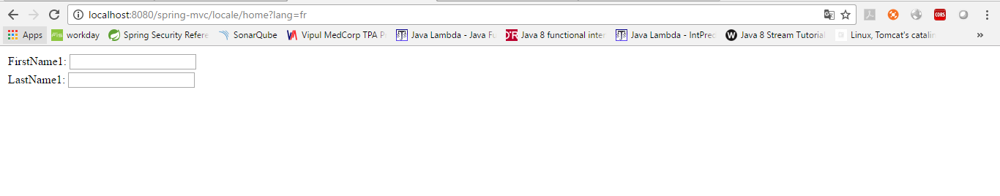 localhost:8080/spring-mvc/locale/home?lang=fr
Apps workday Spring Security Refere SonarQube Vipul MedCorp TPA P Java Lambda - Java Fu Java 8 functional inter Java Lambda - IntPred Java 8 Stream Tutorial Linux, Tomcat's catalin »
FirstName1:
LastName1: